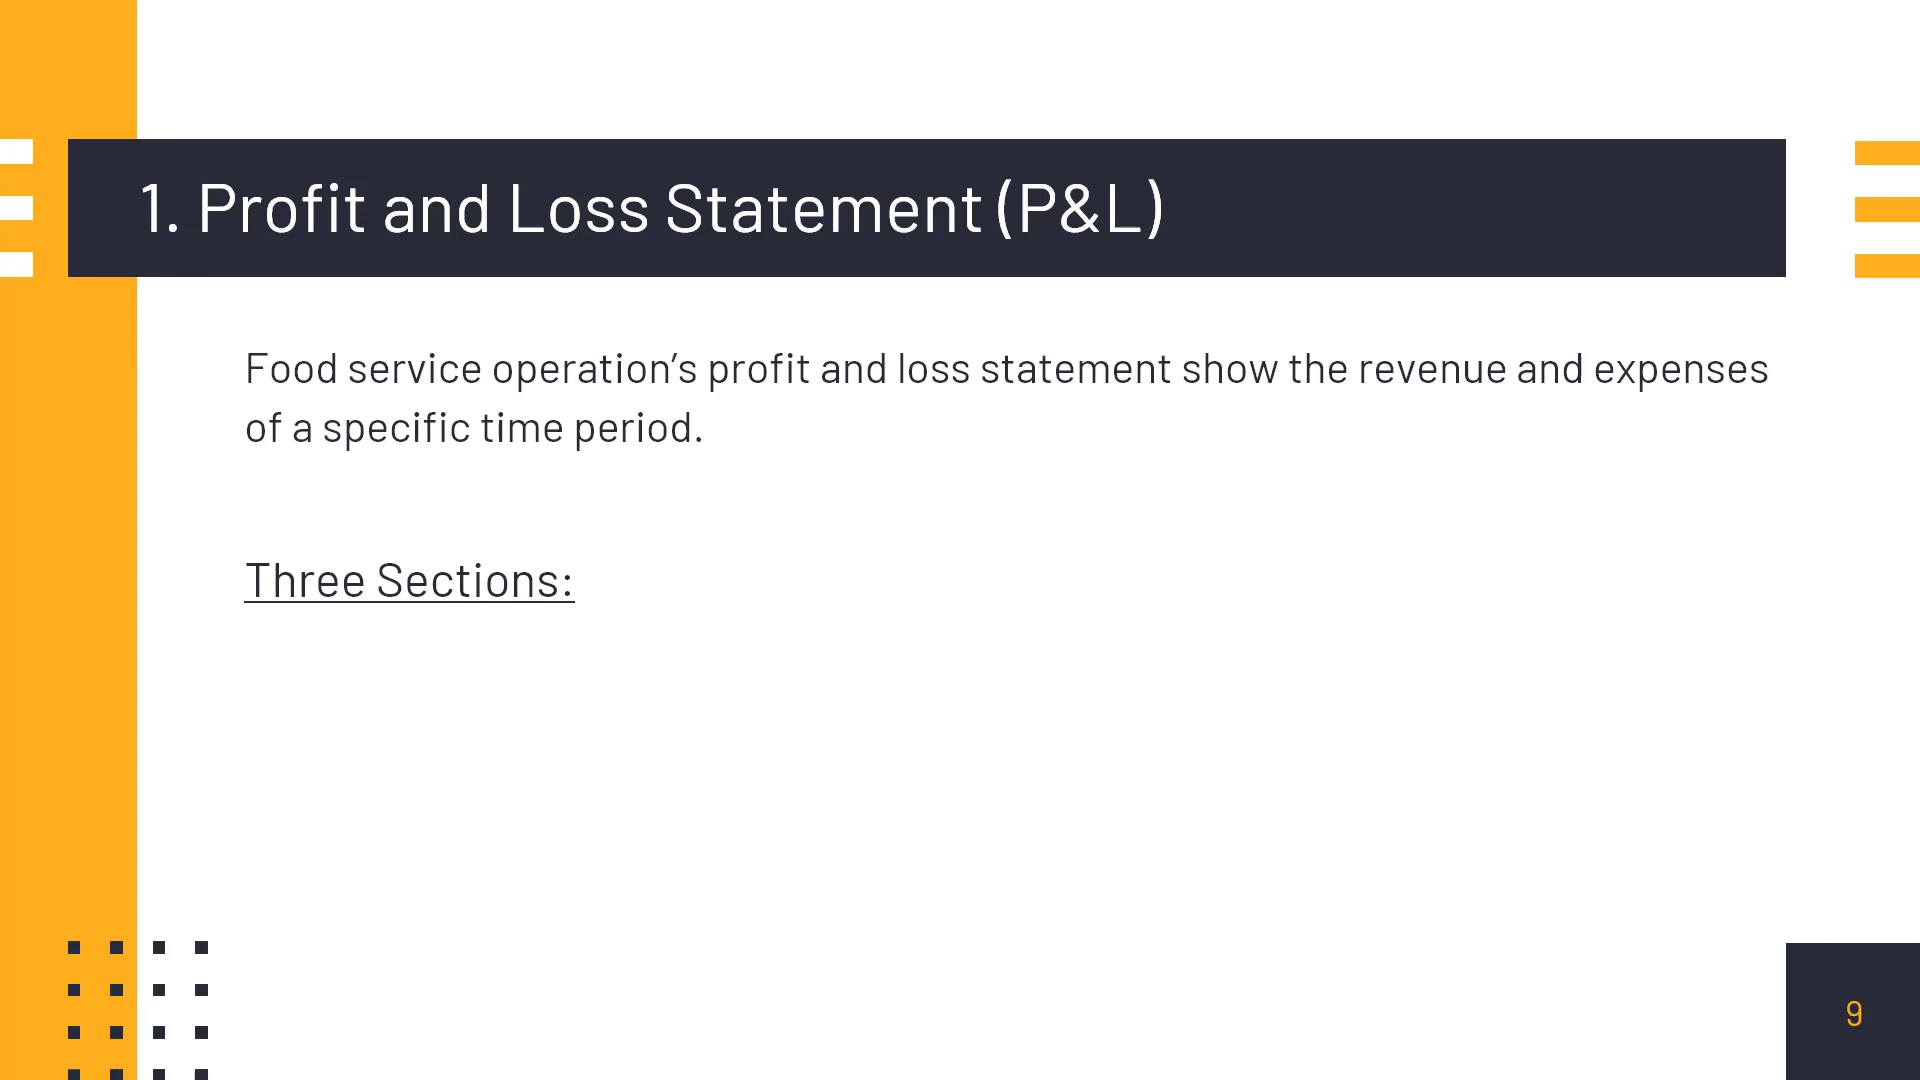 1. Profit and Loss Statement (P&L)
Food service operation’s profit and loss statement show the revenue and expenses
of a specific time period.
Three Sections:
9